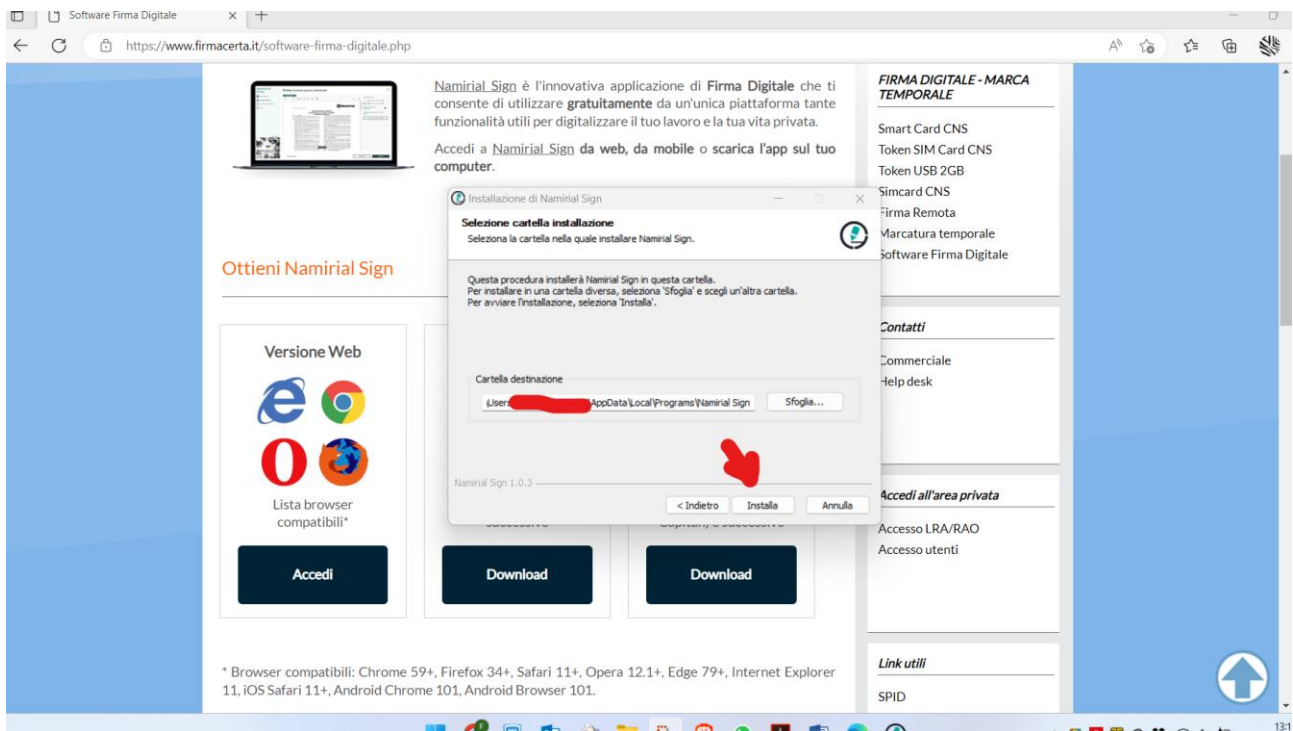 Software Firma Digitale
https://www.firmacerta.it/software-firma-digitale.php
Namirial Sign è l'innovativa applicazione di Firma Digitale che ti
consente di utilizzare gratuitamente da un'unica piattaforma tante
funzionalità utili per digitalizzare il tuo lavoro e la tua vita privata.
Accedi a Namirial Sign da web, da mobile o scarica l'app sul tuo
computer.
Ottieni Namirial Sign
Versione Web
Lista browser
compatibili*
Accedi
Download
Download
* Browser compatibili: Chrome 59+, Firefox 34+, Safari 11+, Opera 12.1+, Edge 79+, Internet Explorer
11, iOS Safari 11+, Android Chrome 101, Android Browser 101.
Installazione di Namirial Sign
Selezione cartella installazione
Seleziona la cartella nella quale installare Namirial Sign.
Questa procedura installerà Namirial Sign in questa cartella.
Per installare in una cartella diversa, seleziona 'Sfoglia' e scegli un'altra cartella.
Per avviare l'installazione, seleziona 'Installa'.
Cartella destinazione
\Users \AppData\Local\Programs\Namirial Sign
Sfoglia...
Namirial Sign 1.0.3
< Indietro
Installa
Annulla
FIRMA DIGITALE - MARCA
TEMPORALE
Smart Card CNS
Token SIM Card CNS
Token USB 2GB
Simcard CNS
Firma Remota
Marcatura temporale
Software Firma Digitale
Contatti
Commerciale
Help desk
Accedi all'area privata
Accesso LRA/RAO
Accesso utenti
Link utili
SPID